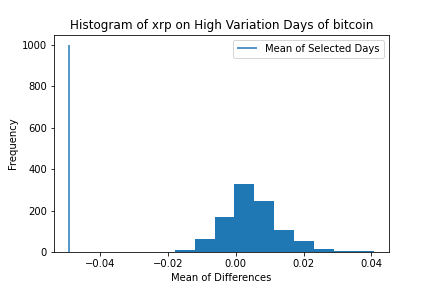 Histogram of xrp on High Variation Days of bitcoin
Mean of Selected Days
Frequency
1000
800
600
400
200
0
−0.04
−0.02
0.00
0.02
0.04
Mean of Differences